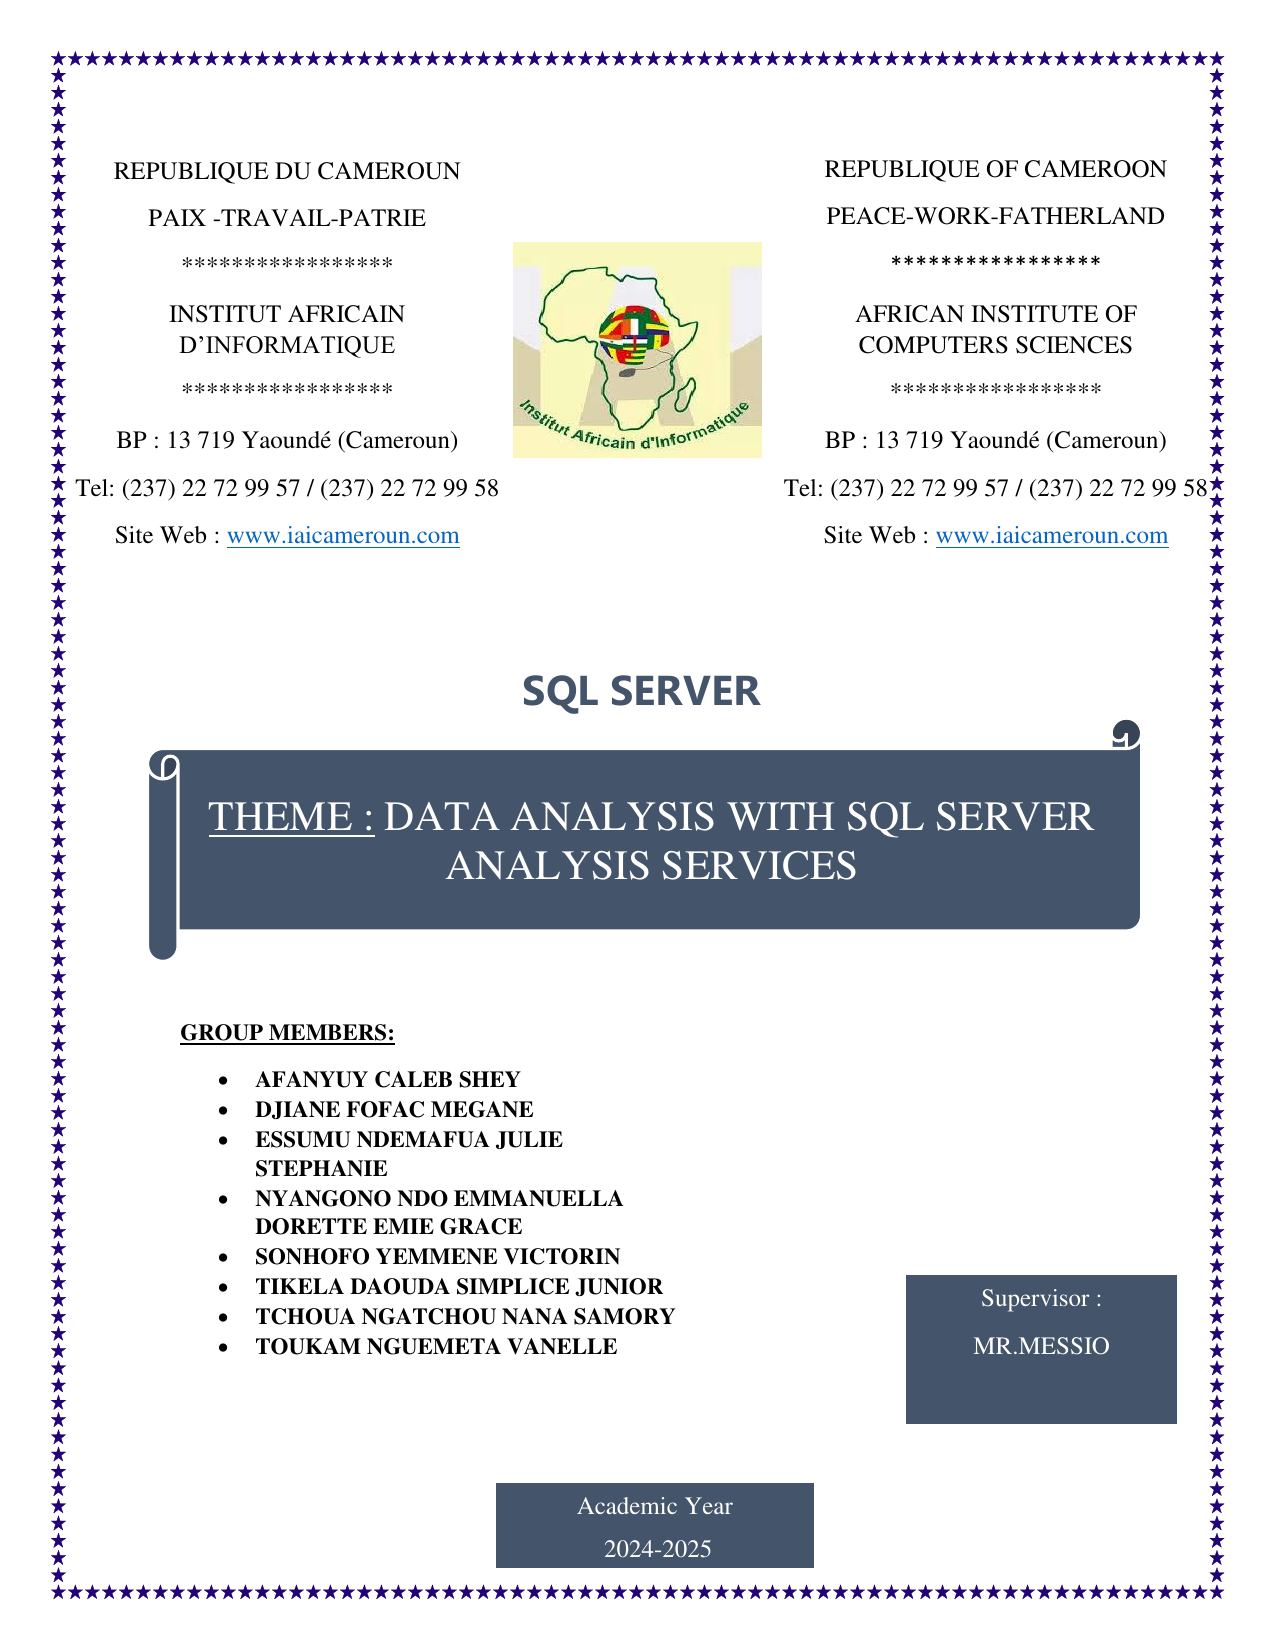 REPUBLIQUE DU CAMEROUN
PAIX -TRAVAIL-PATRIE
*****************
INSTITUT AFRICAIN
D’INFORMATIQUE
*****************
BP : 13 719 Yaoundé (Cameroun)
Tel: (237) 22 72 99 57 / (237) 22 72 99 58
Site Web : www.iaicameroun.com
Institut Africain d'Informatique
REPUBLIQUE OF CAMEROON
PEACE-WORK-FATHERLAND
*****************
AFRICAN INSTITUTE OF
COMPUTERS SCIENCES
*****************
BP : 13 719 Yaoundé (Cameroun)
Tel: (237) 22 72 99 57 / (237) 22 72 99 58
Site Web : www.iaicameroun.com
SQL SERVER
THEME : DATA ANALYSIS WITH SQL SERVER
ANALYSIS SERVICES
GROUP MEMBERS:
• AFANYUY CALEB SHEY
• DJIANE FOFAC MEGANE
• ESSUMU NDEMAFUA JULIE
STEPHANIE
• NYANGONO NDO EMMANUELLA
DORETTE EMIE GRACE
• SONHOFO YEMMENE VICTORIN
• TIKELA DAOUDA SIMPLICE JUNIOR
• TCHOUA NGATCHOU NANA SAMORY
• TOUKAM NGUEMETA VANELLE
Supervisor :
MR.MESSIO
Academic Year
2024-2025